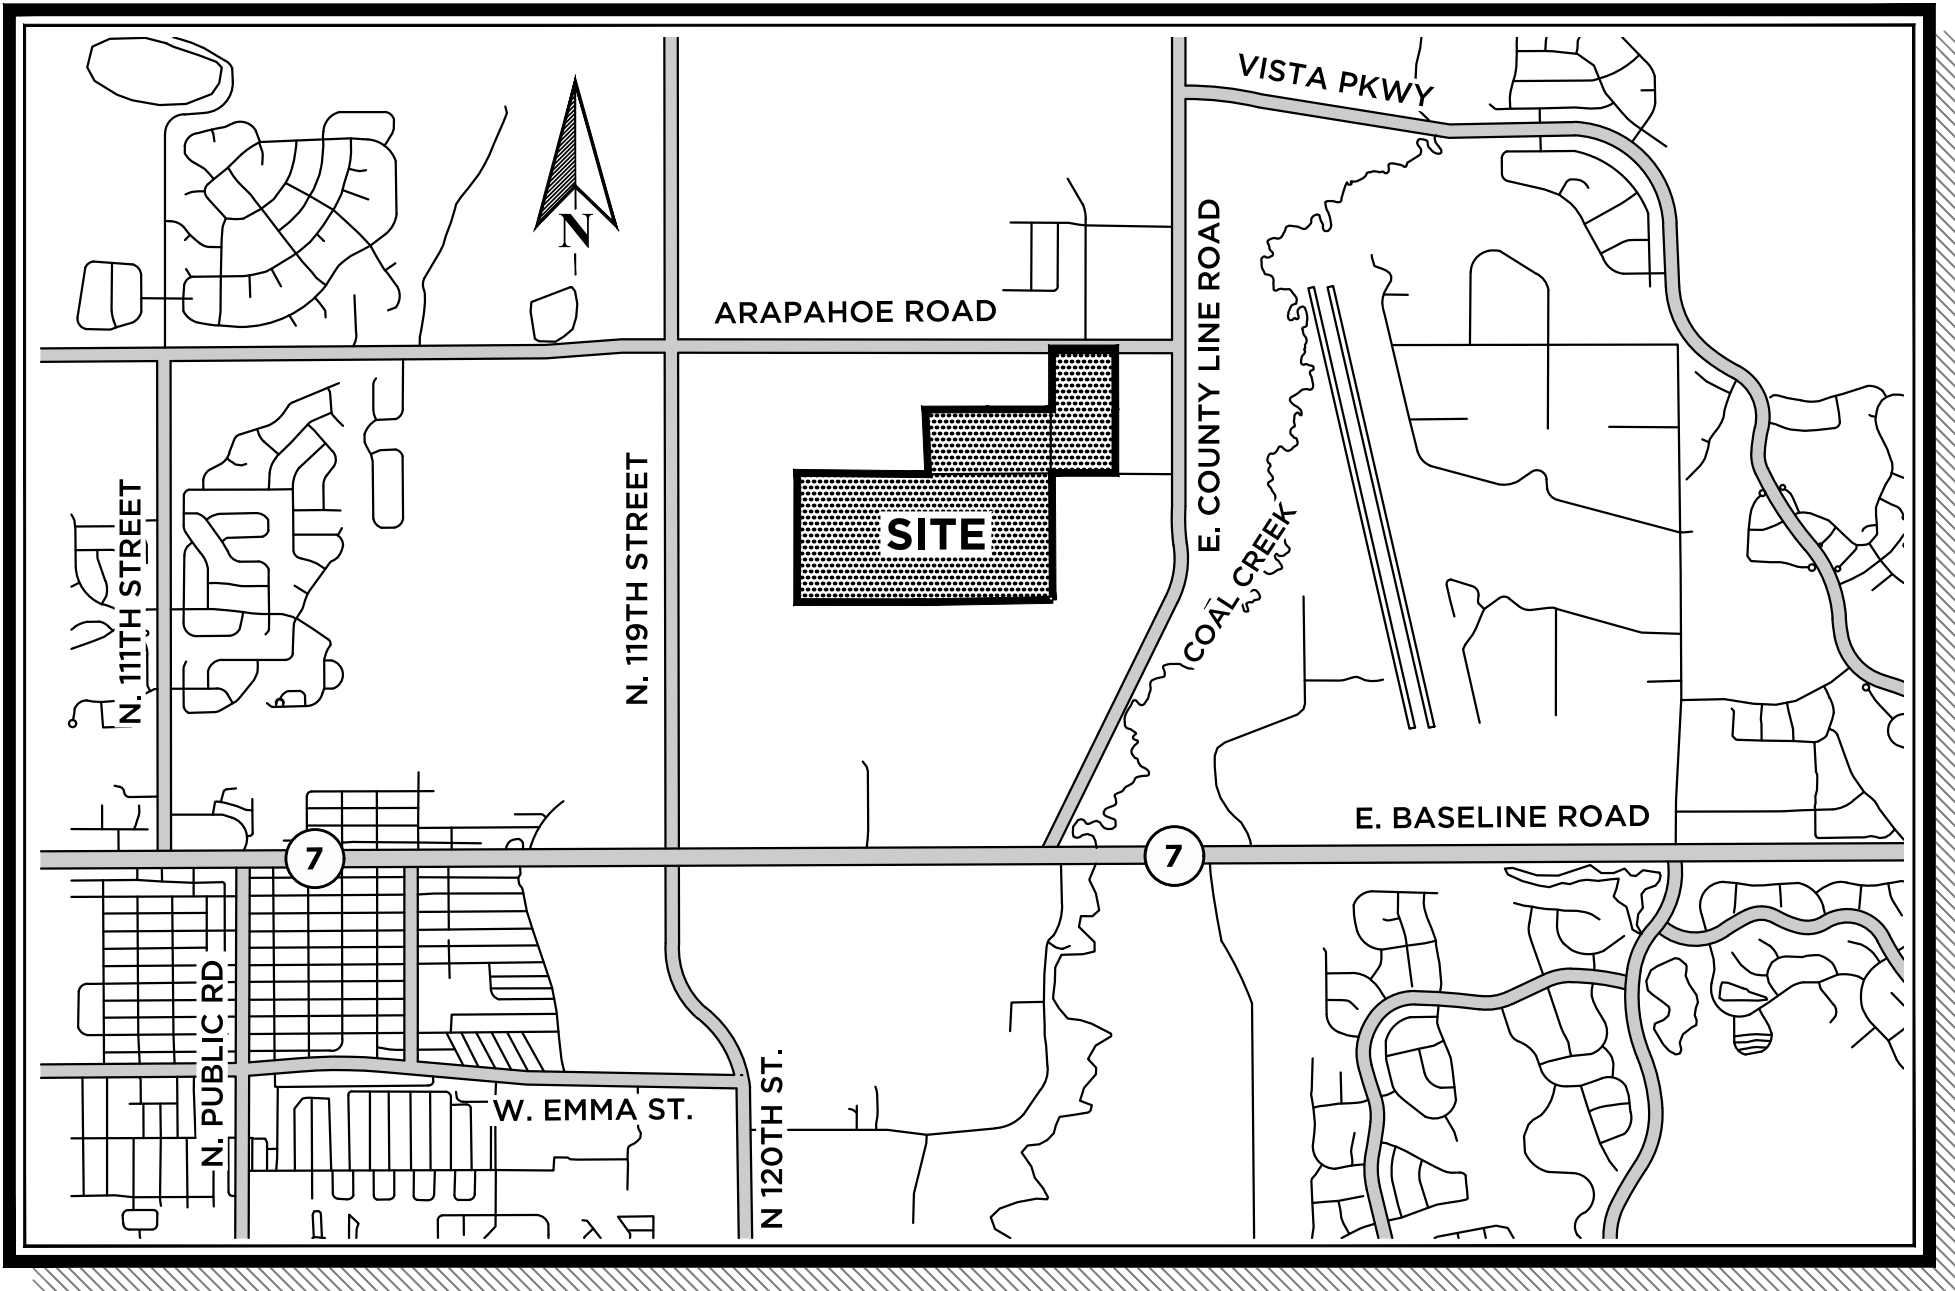 VISTA PKWY
N
ARAPAHOE ROAD
E. COUNTY LINE ROAD
N. 111TH STREET
N. 119TH STREET
SITE
COAL CREEK
E. BASELINE ROAD
7
7
N. PUBLIC RD
W. EMMA ST.
N 120TH ST.